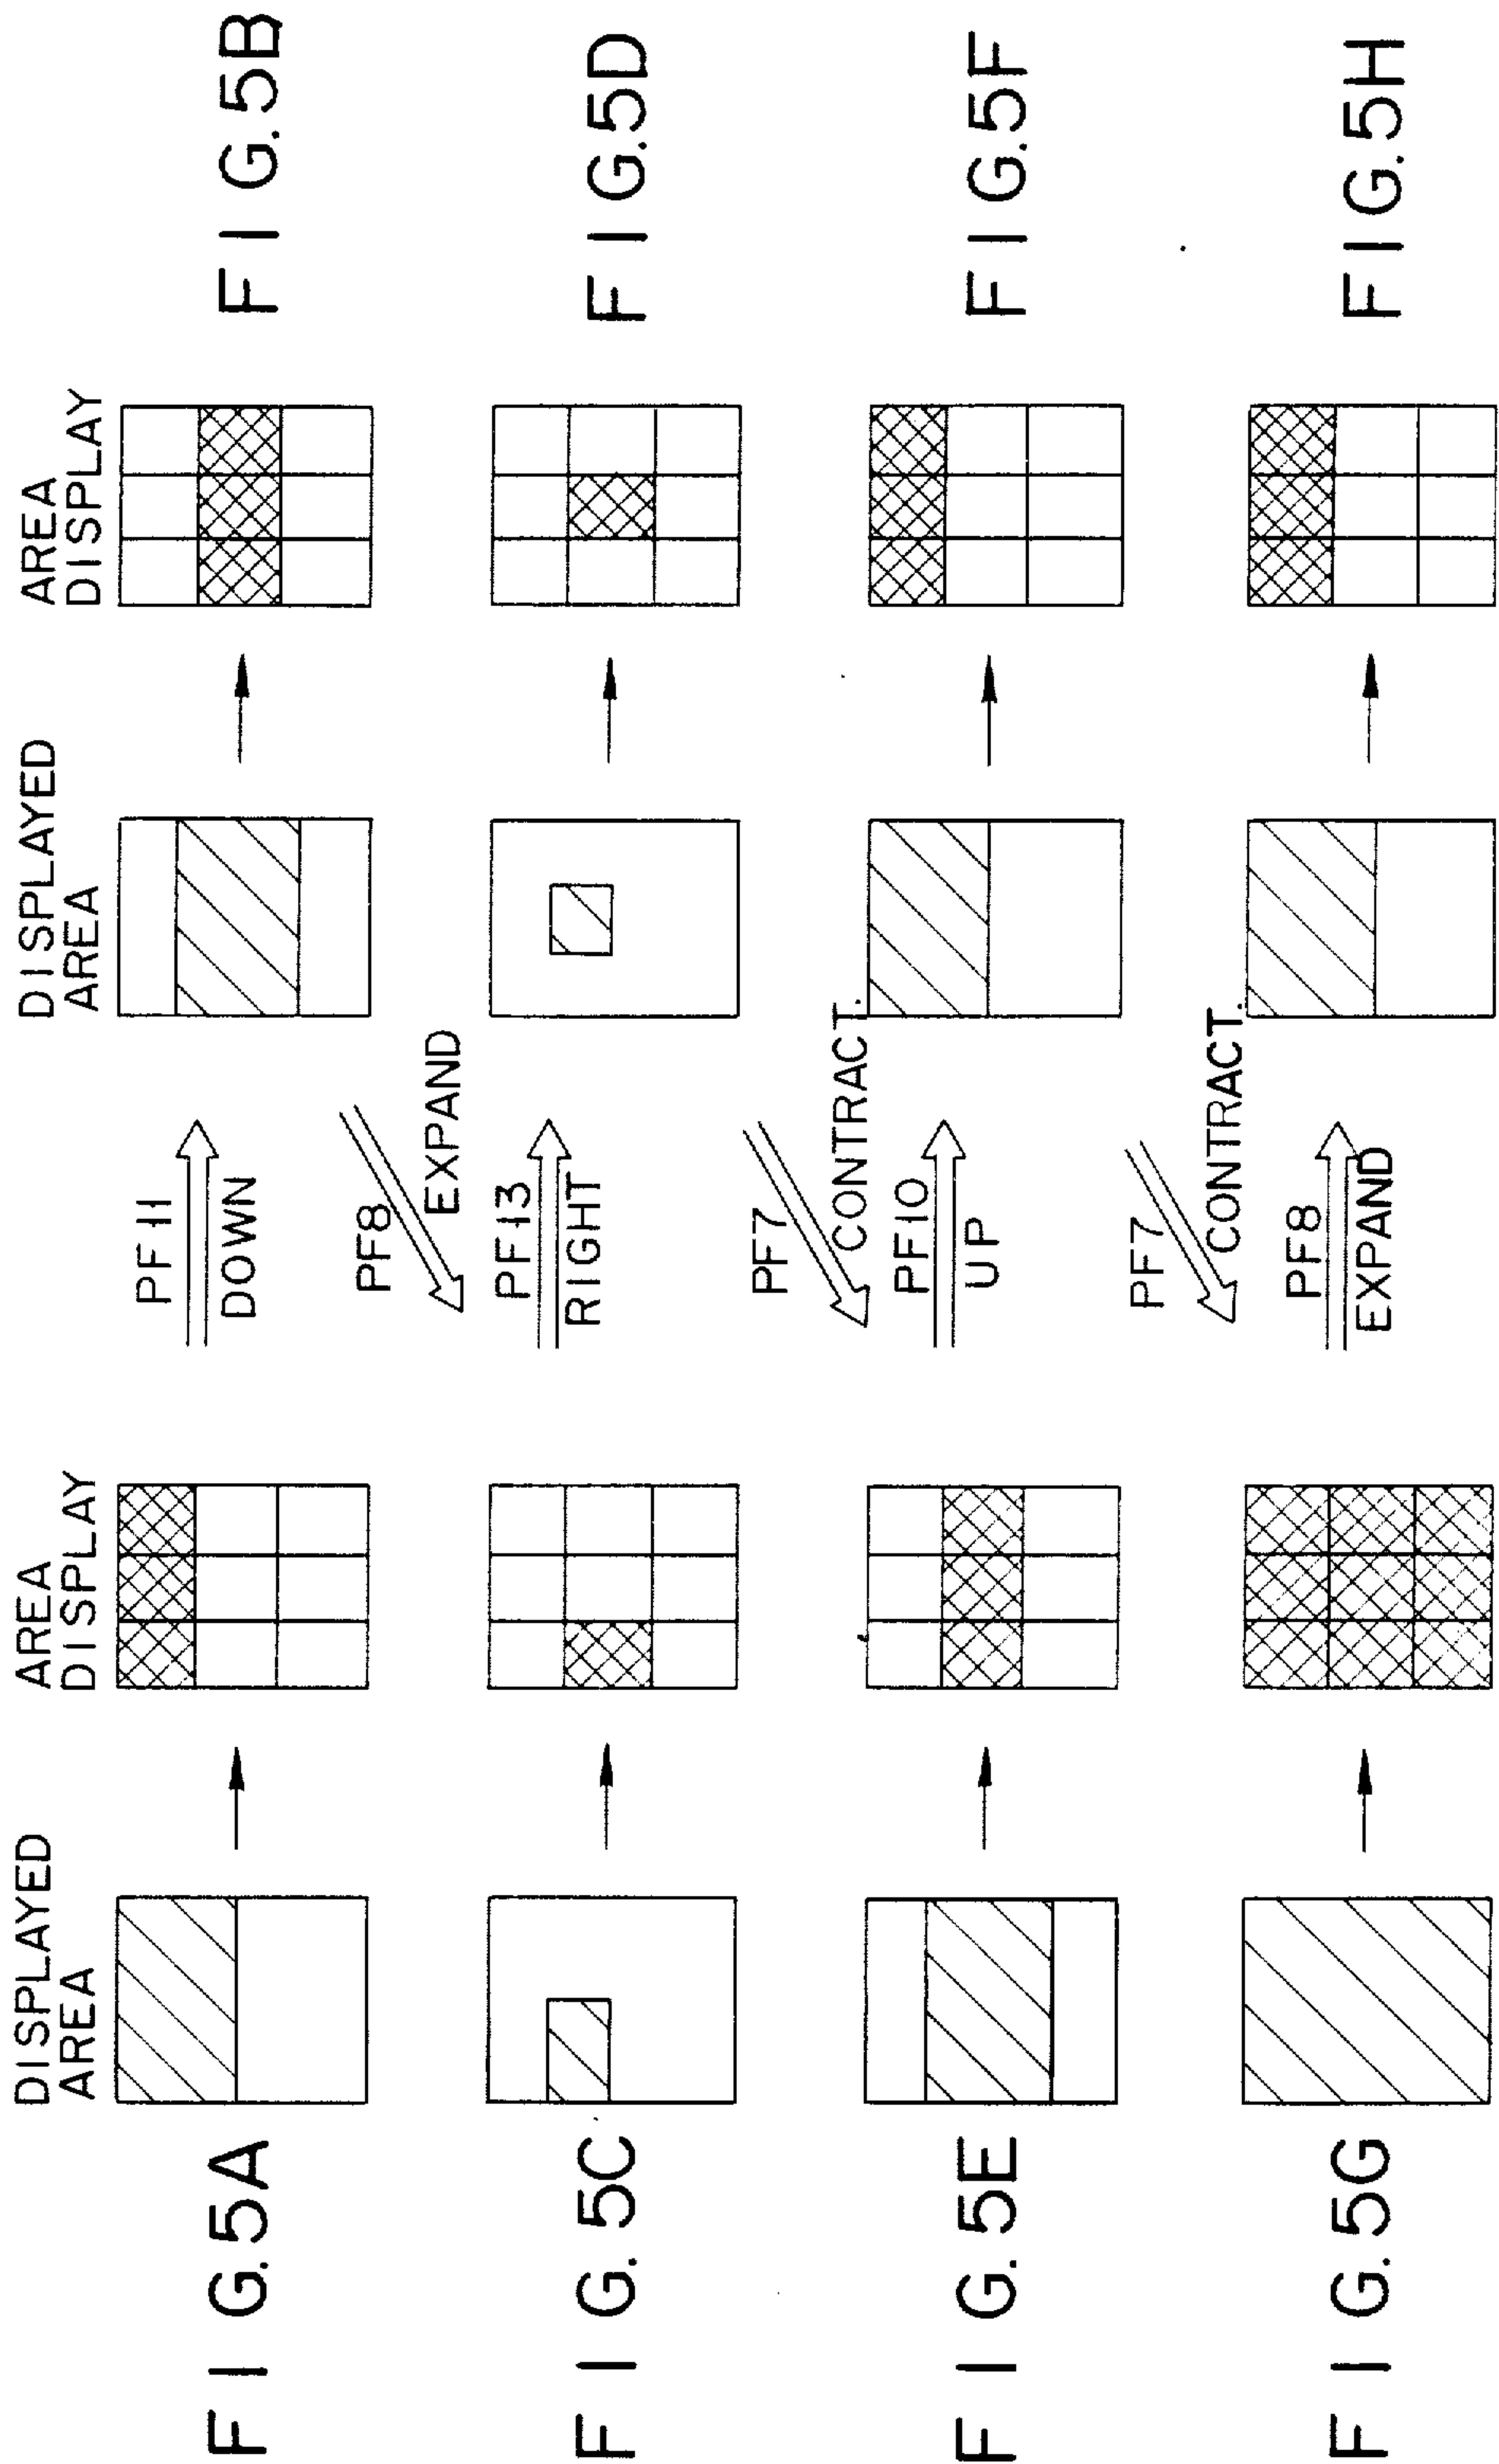 DISPLAYED
AREA
AREA
DISPLAY
DISPLAYED
AREA
AREA
DISPLAY
FIG. 5A
PF11
DOWN
FIG. 5B
PF8
EXPAND
FIG. 5C
PF13
RIGHT
FIG. 5D
PF7
CONTRACT.
FIG. 5E
PF10
UP
FIG. 5F
PF7
CONTRACT.
FIG. 5G
PF8
EXPAND
FIG. 5H